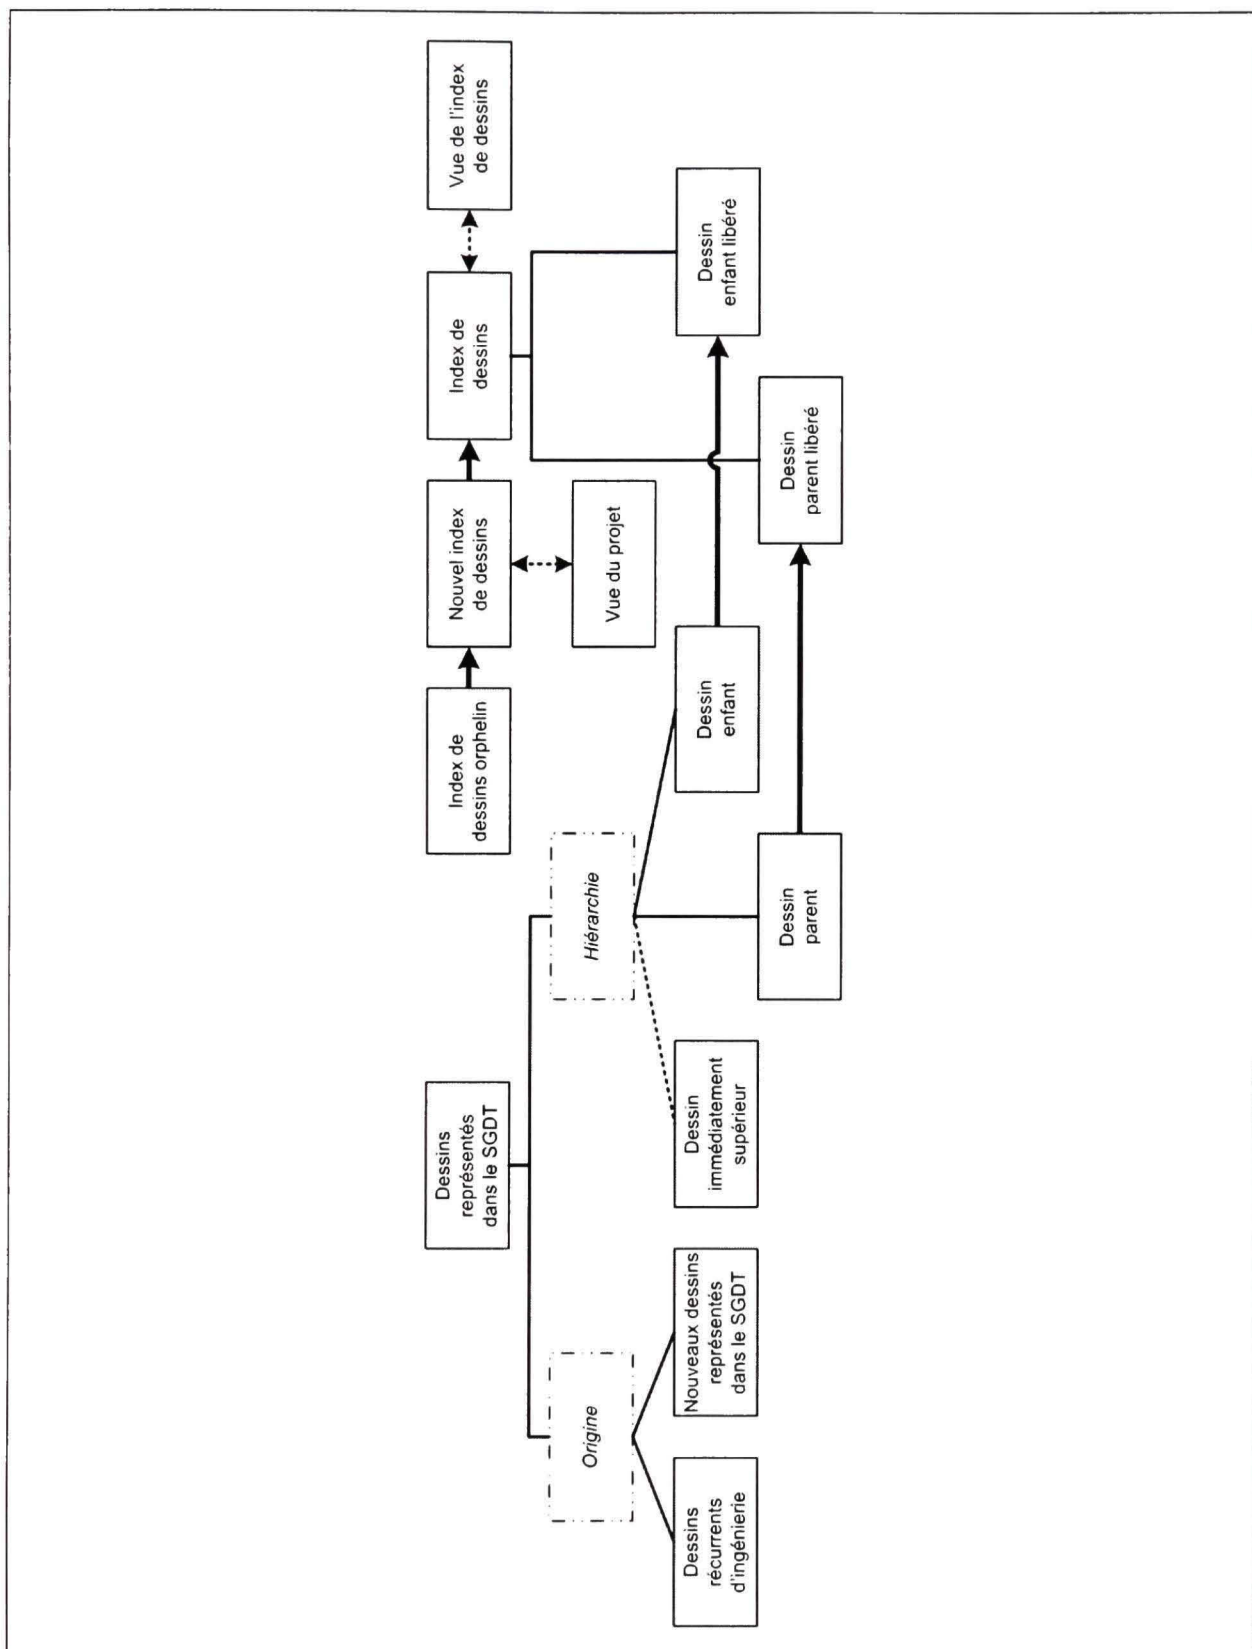 Dessins
représentés
dans le SGDT
Index de
dessins orphelin
Nouvel index
de dessins
Index de
dessins
Vue de l'index
de dessins
Origine
Hiérarchie
Vue du projet
Dessins
récurrents
d'ingénierie
Nouveaux dessins
représentés
dans le SGDT
Dessin
immédiatement
supérieur
Dessin
enfant
Dessin
enfant libéré
Dessin
parent
Dessin
parent libéré